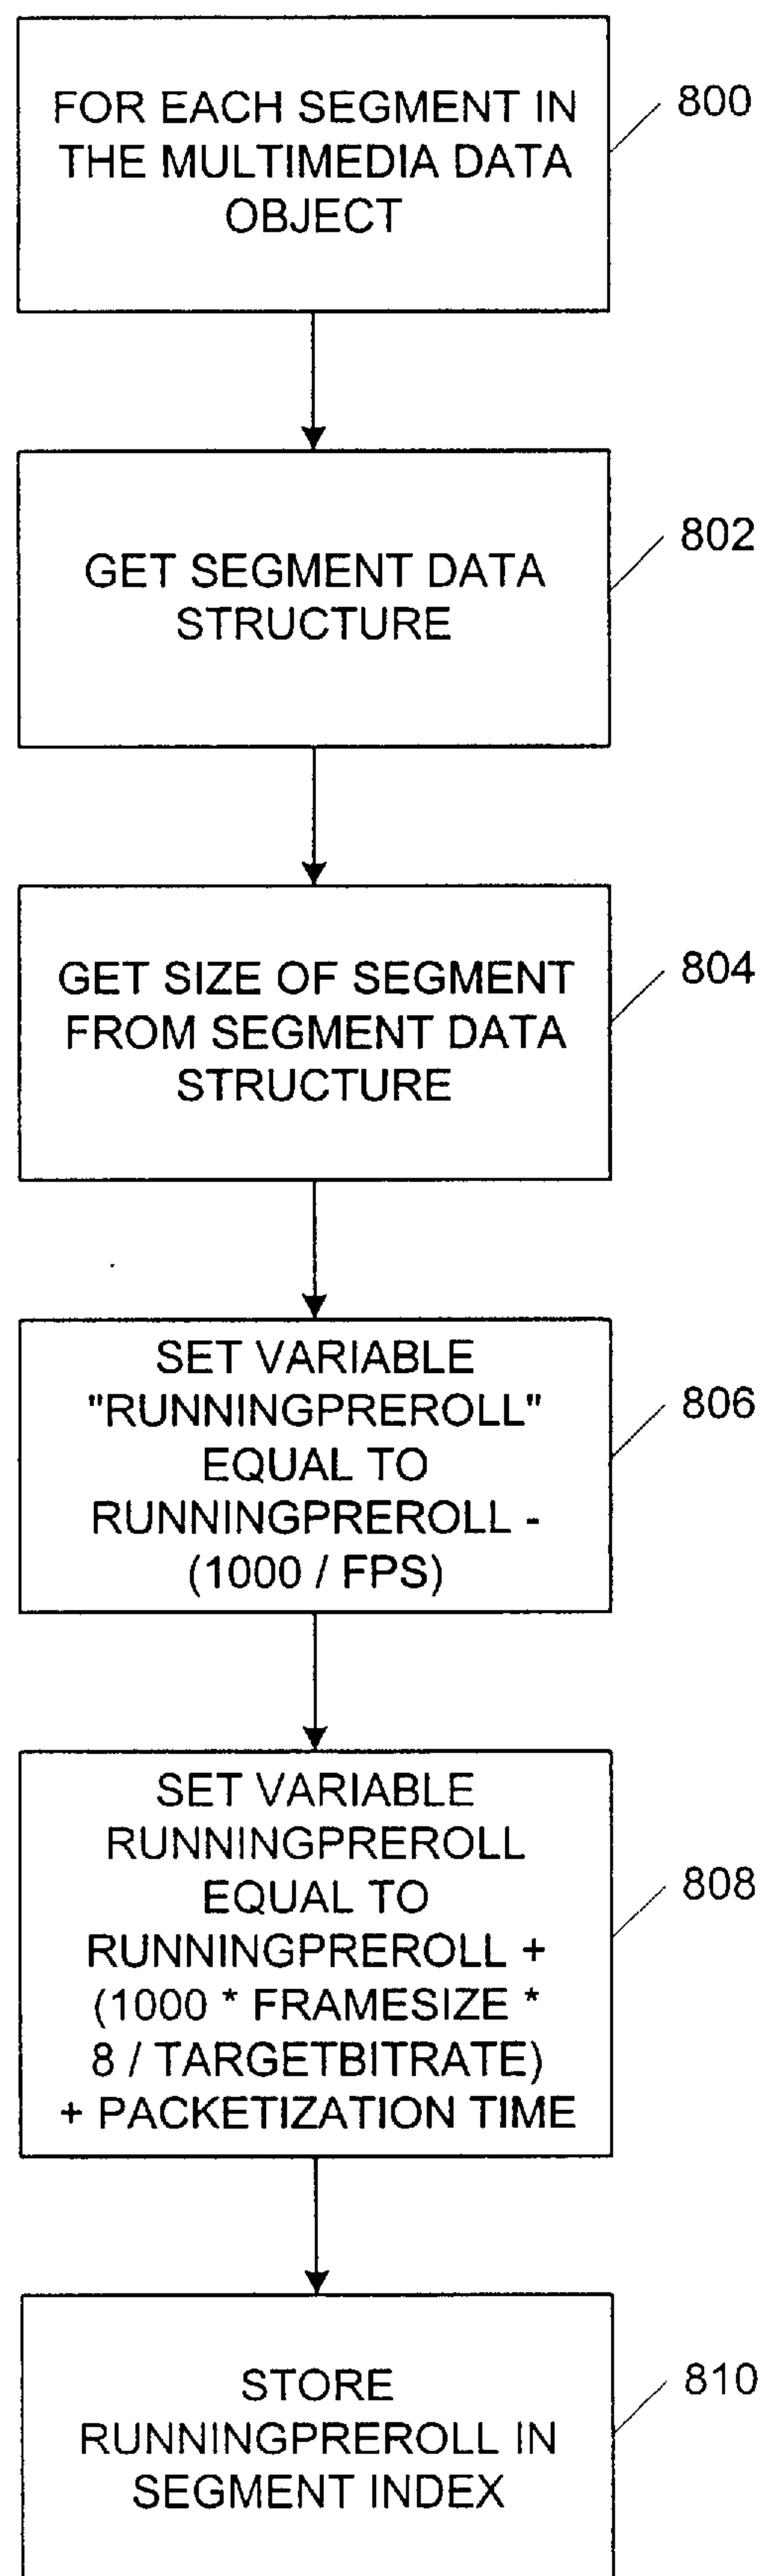 FOR EACH SEGMENT IN
THE MULTIMEDIA DATA
OBJECT
800
GET SEGMENT DATA
STRUCTURE
802
GET SIZE OF SEGMENT
FROM SEGMENT DATA
STRUCTURE
804
SET VARIABLE
"RUNNINGPREROLL"
EQUAL TO
RUNNINGPREROLL -
(1000 / FPS)
806
SET VARIABLE
RUNNINGPREROLL
EQUAL TO
RUNNINGPREROLL +
(1000 * FRAMESIZE *
8 / TARGETBITRATE)
+ PACKETIZATION TIME
808
STORE
RUNNINGPREROLL IN
SEGMENT INDEX
810